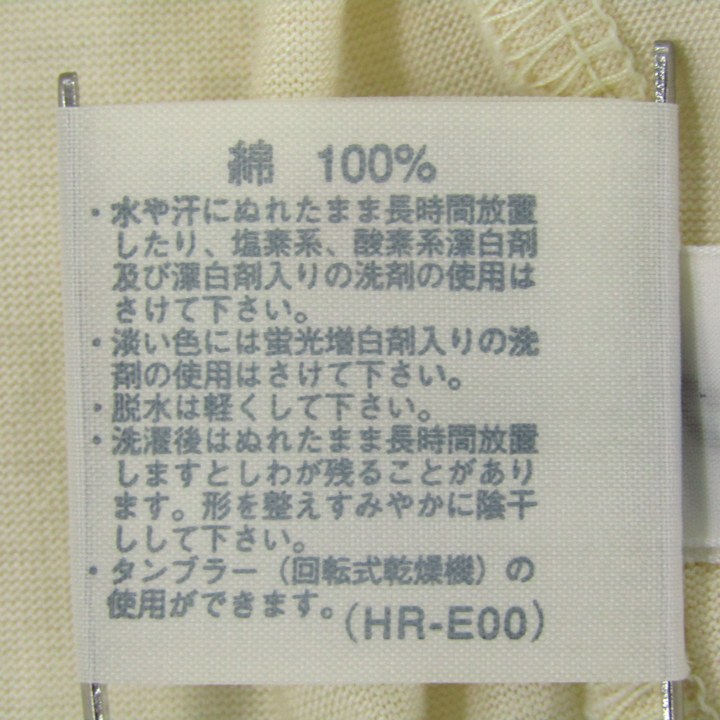 綿 100%
・水や汗にぬれたまま長時間放置
したり、塩素系、酸素系漂白剤
及び漂白剤入りの洗剤の使用は
さけて下さい。
・淡い色には蛍光増白剤入りの洗
剤の使用はさけて下さい。
・脱水は軽くして下さい。
・洗濯後はぬれたまま長時間放置
しますとしわが残ることがあり
ます。形を整えすみやかに陰干
しして下さい。
・タンブラー（回転式乾燥機）の
使用ができます。
（HR-E00）